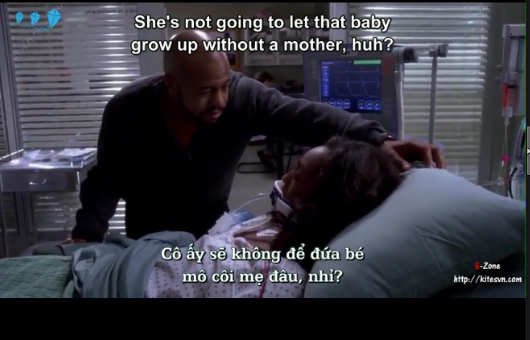 She's not going to let that baby
grow up without a mother, huh?
Cô ấy sẽ không để đứa bé
mồ côi mẹ đâu, nhỉ?
E-Zone
http://kitesvn.com